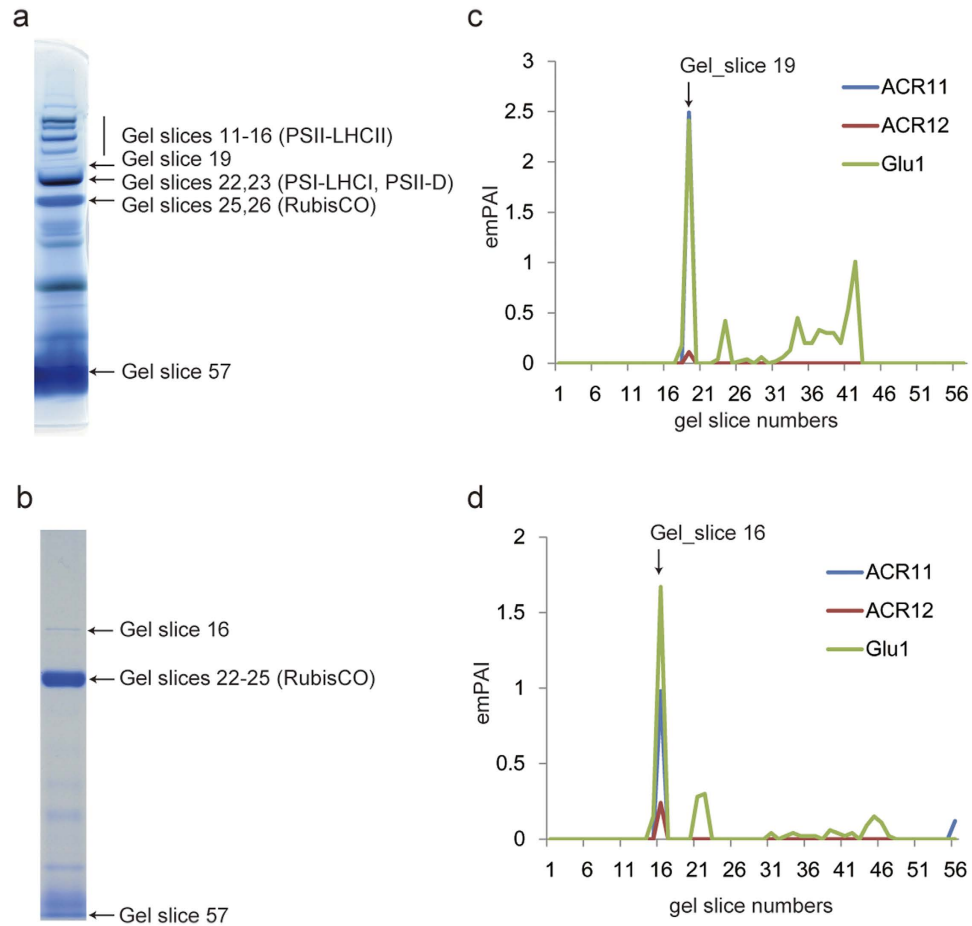 a
Gel slices 11-16 (PSII-LHCII)
Gel slice 19
Gel slices 22,23 (PSI-LHCI, PSII-D)
Gel slices 25,26 (RubisCO)
Gel slice 57
c
Gel_slice 19
ACR11
ACR12
Glu1
3
2.5
2
1.5
1
0.5
0
emPAI
1 6 11 16 21 26 31 36 41 46 51 56
gel slice numbers
b
Gel slice 16
Gel slices 22-25 (RubisCO)
Gel slice 57
d
Gel_slice 16
ACR11
ACR12
Glu1
2
1.5
1
0.5
0
emPAI
1 6 11 16 21 26 31 36 41 46 51 56
gel slice numbers